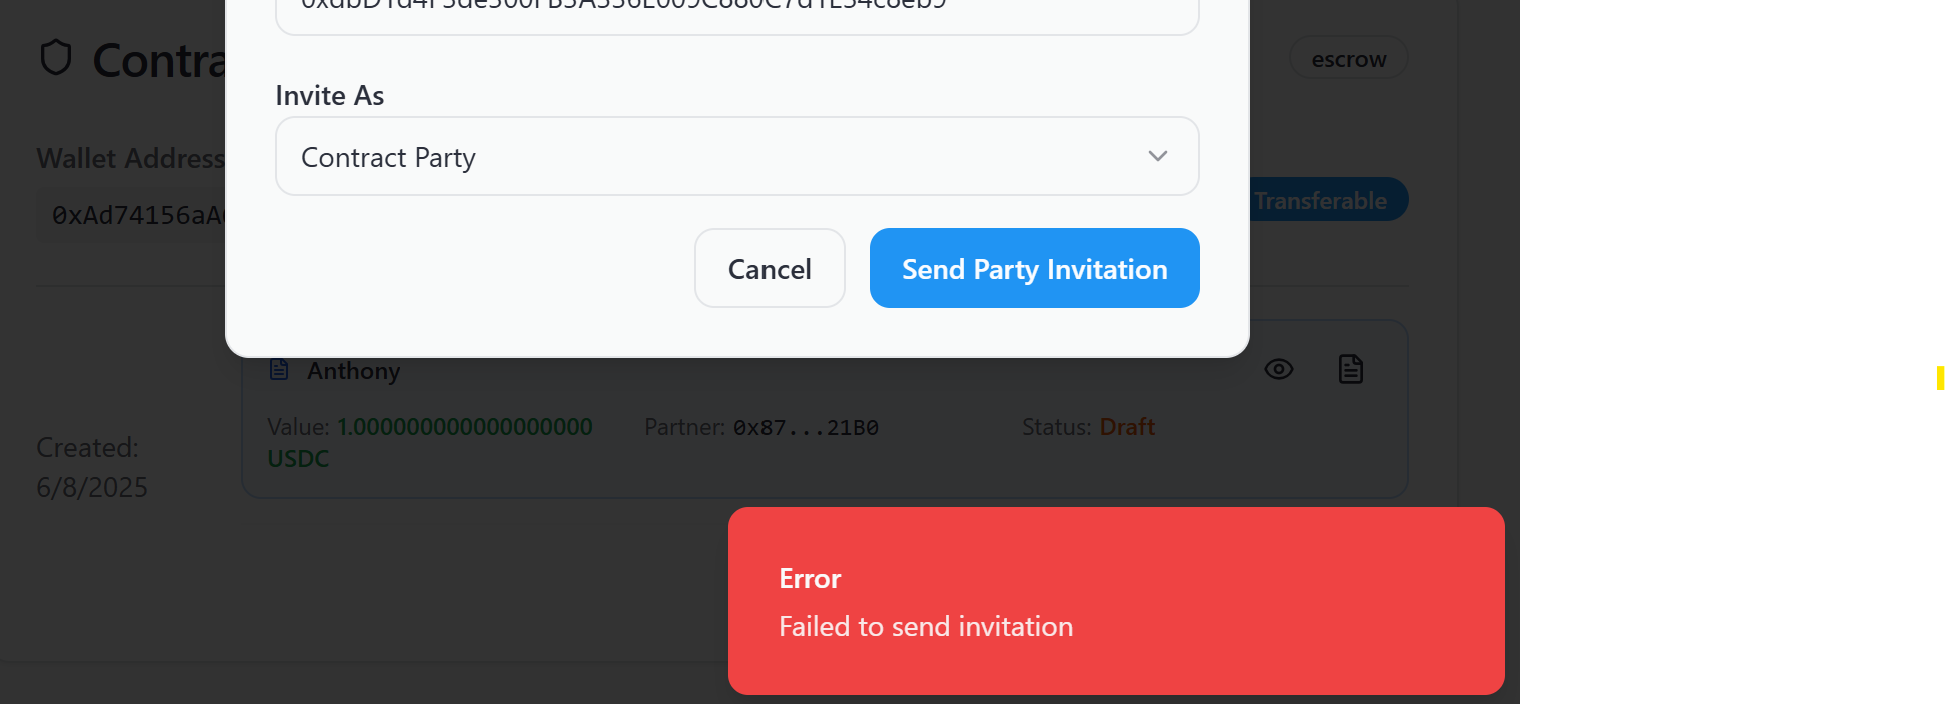 Invite As
Contract Party
Cancel
Send Party Invitation
Contra
escrow
Wallet Address
0xAd74156aA
Transferable
Anthony
Value: 1.000000000000000000
USDC
Partner: 0x87...21B0
Status: Draft
Created:
6/8/2025
Error
Failed to send invitation